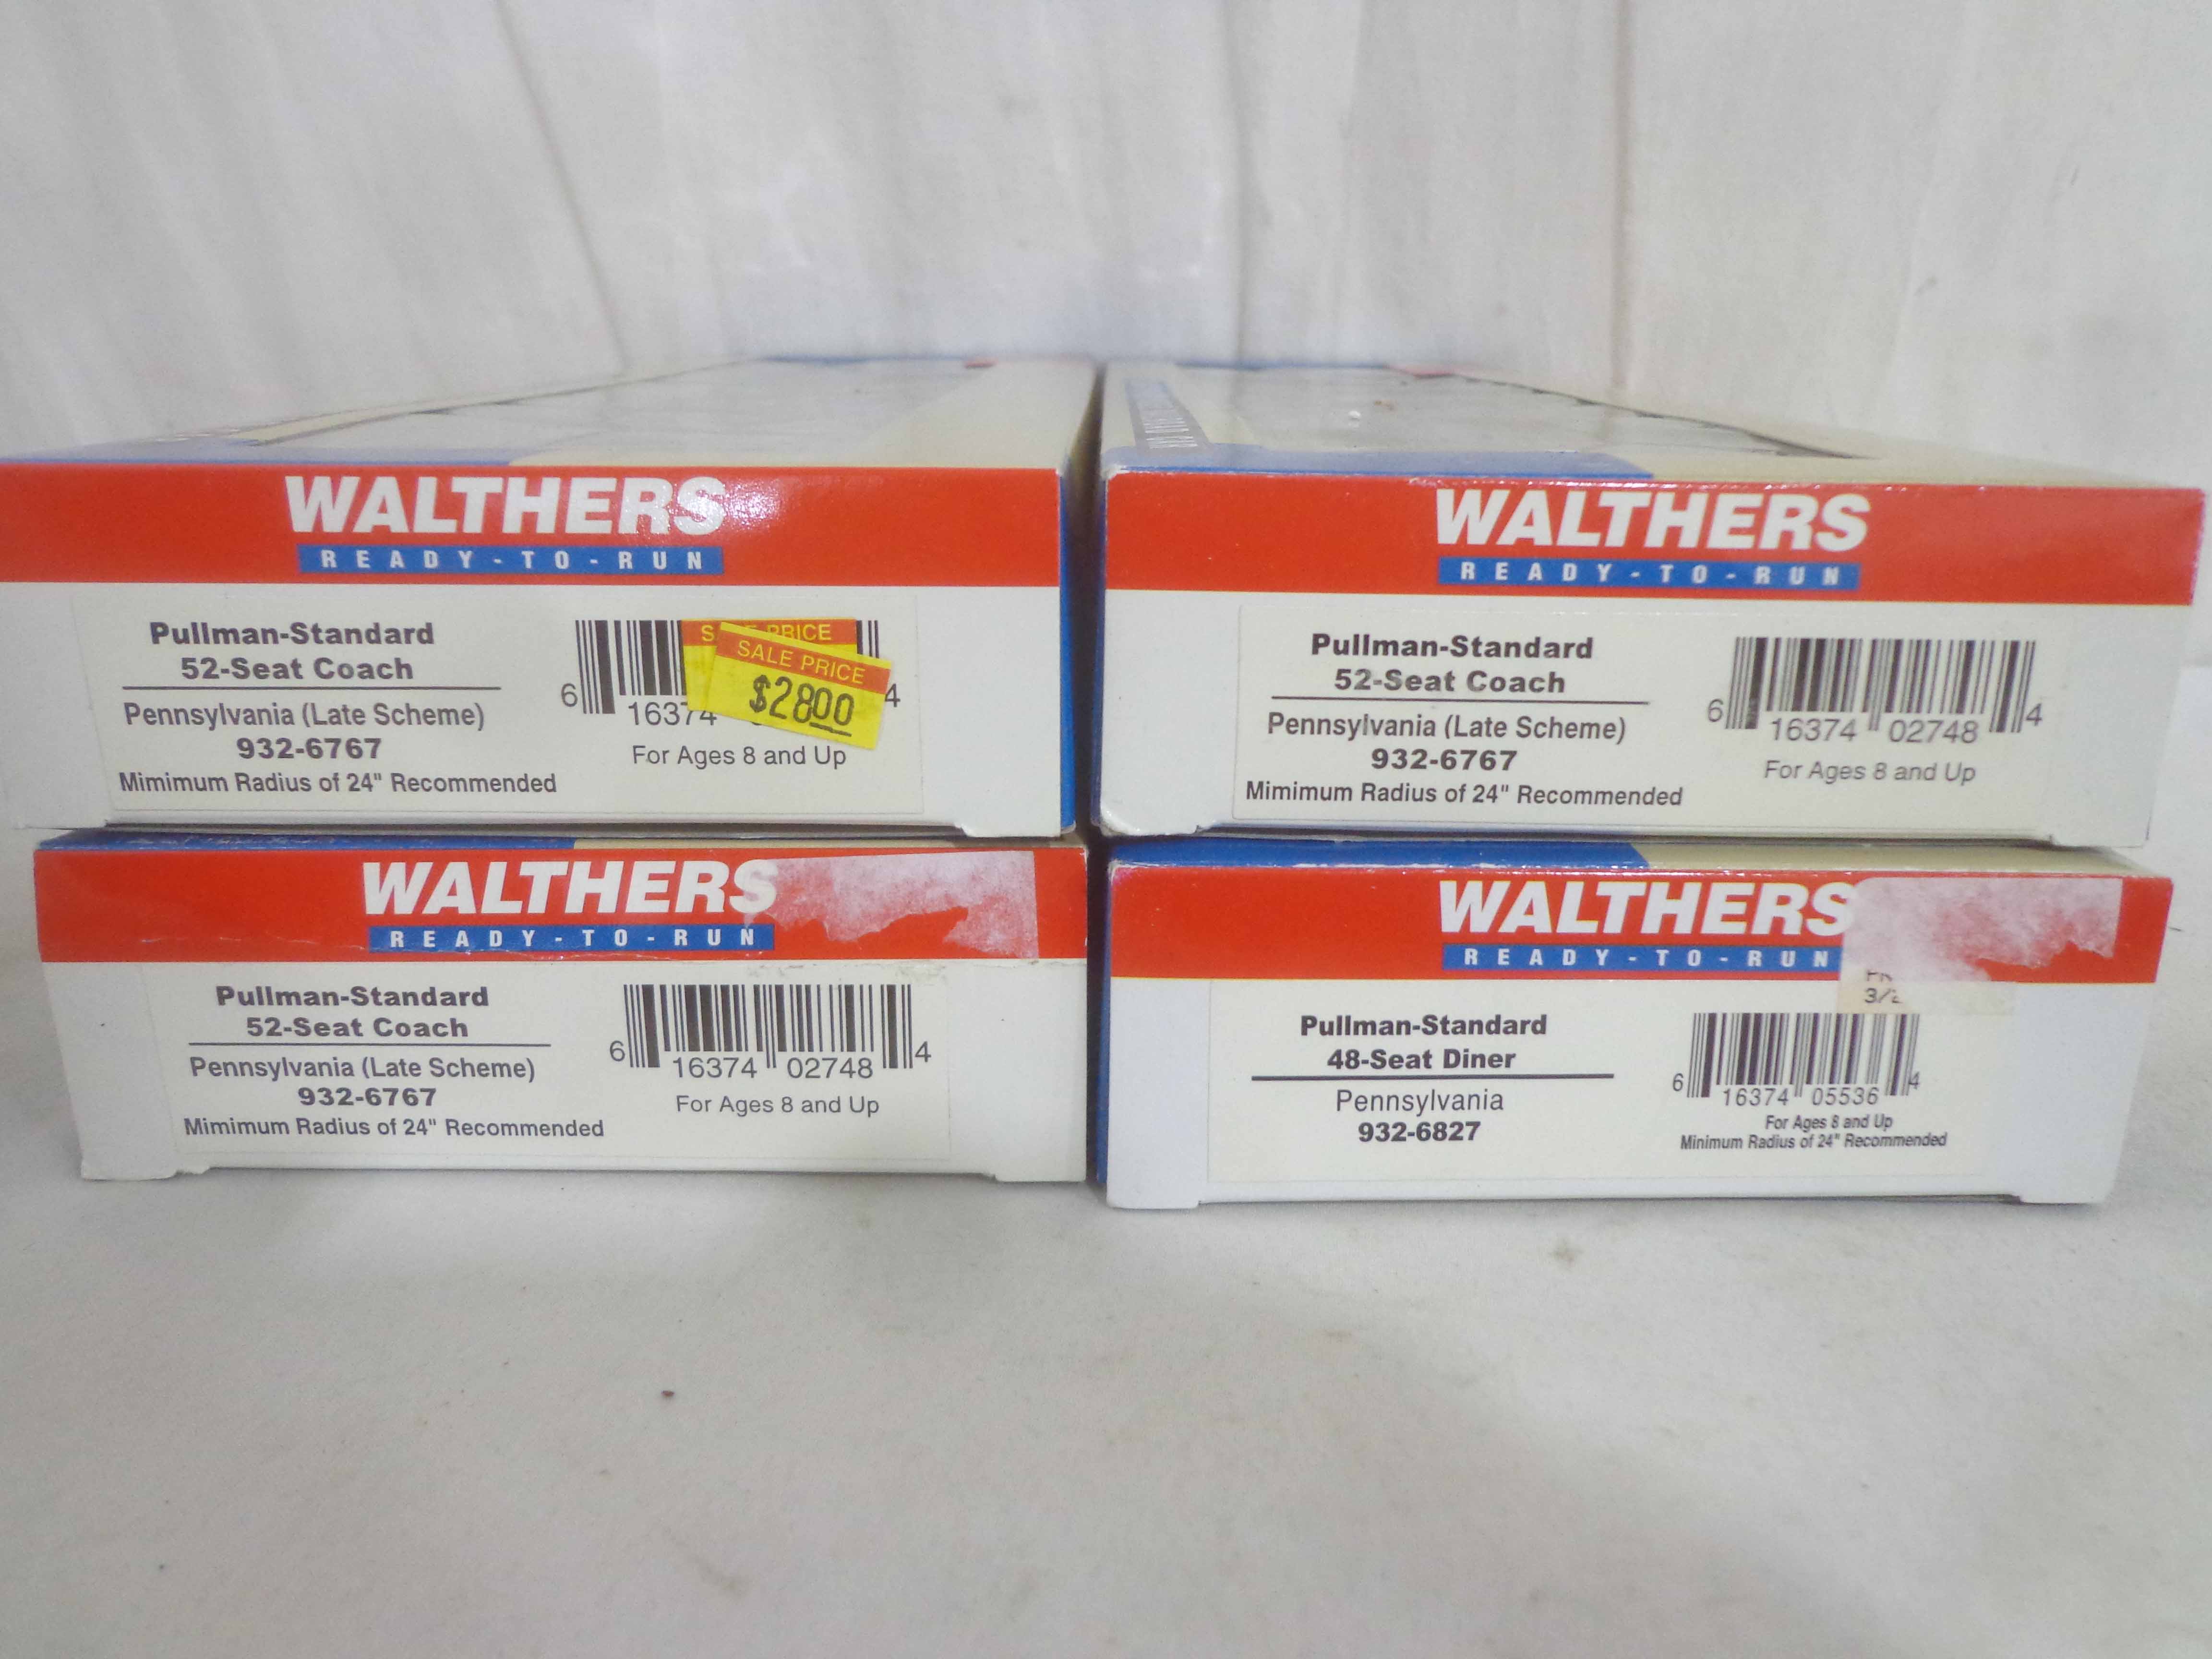 WALTHERS
READY-TO-RUN
Pullman-Standard
52-Seat Coach
Pennsylvania (Late Scheme)
932-6767
Mimimum Radius of 24" Recommended
PRICE
SALE PRICE
$28.00
6 16374 4
For Ages 8 and Up
WALTHERS
READY-TO-RUN
Pullman-Standard
52-Seat Coach
Pennsylvania (Late Scheme)
932-6767
Mimimum Radius of 24" Recommended
6 16374 02748 4
For Ages 8 and Up
WALTHERS
READY-TO-RUN
Pullman-Standard
52-Seat Coach
Pennsylvania (Late Scheme)
932-6767
Mimimum Radius of 24" Recommended
6 16374 02748 4
For Ages 8 and Up
WALTHERS
READY-TO-RUN
Pullman-Standard
48-Seat Diner
Pennsylvania
932-6827
6 16374 05536 4
For Ages 8 and Up
Minimum Radius of 24" Recommended